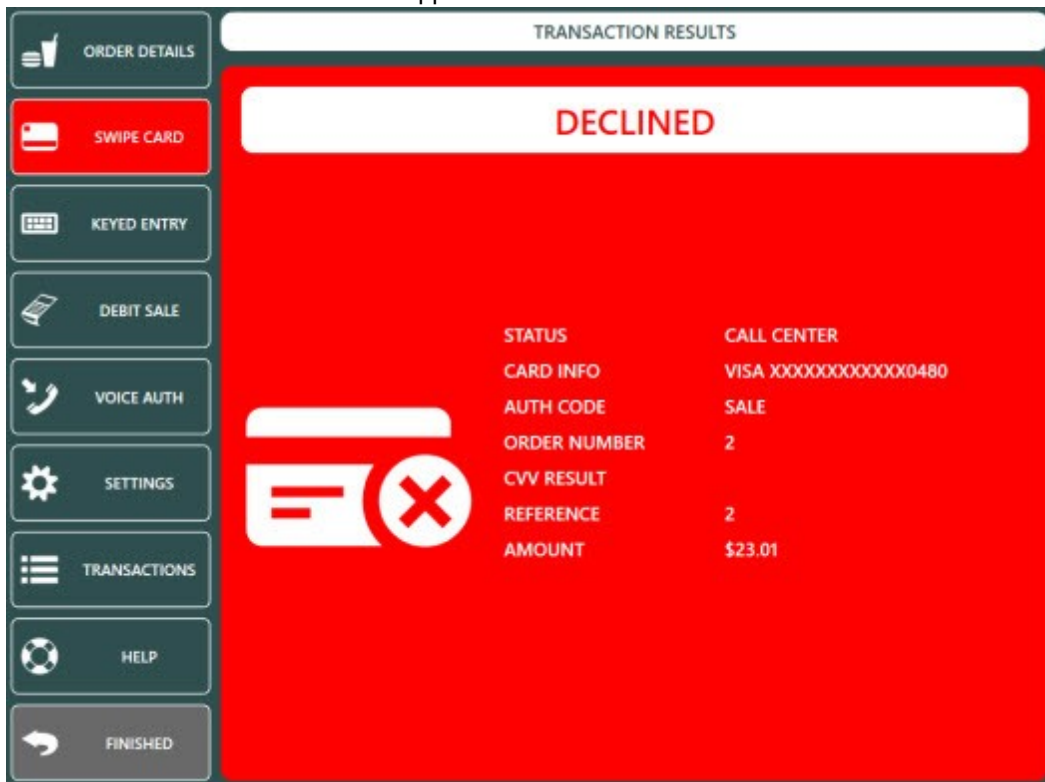 TRANSACTION RESULTS
ORDER DETAILS
SWIPE CARD
KEYED ENTRY
DEBIT SALE
VOICE AUTH
SETTINGS
TRANSACTIONS
HELP
FINISHED
DECLINED
STATUS CALL CENTER
CARD INFO VISA XXXXXXXXXXXX0480
AUTH CODE SALE
ORDER NUMBER 2
CVV RESULT
REFERENCE 2
AMOUNT $23.01